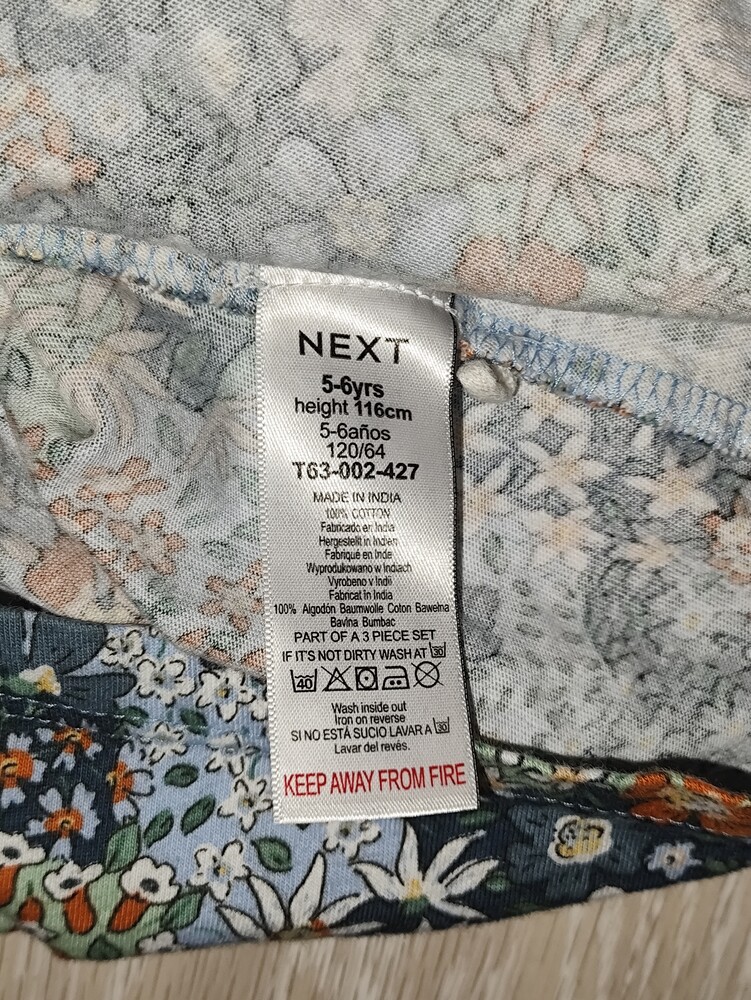 NEXT
5-6yrs
height 116cm
5-6años
120/64
T63-002-427
MADE IN INDIA
100% COTTON
Fabricado en India
Hergestellt in Indien
Fabriqué en Inde
Wyprodukowano w Indiach
Vyrobeno v Indii
Fabricat în India
100% Algodón Baumwolle Coton Bawełna
Bavlna Bumbac
PART OF A 3 PIECE SET
IF IT'S NOT DIRTY WASH AT 30
40
Wash inside out
Iron on reverse
SI NO ESTÁ SUCIO LAVAR A 30
Lavar del revés.
KEEP AWAY FROM FIRE